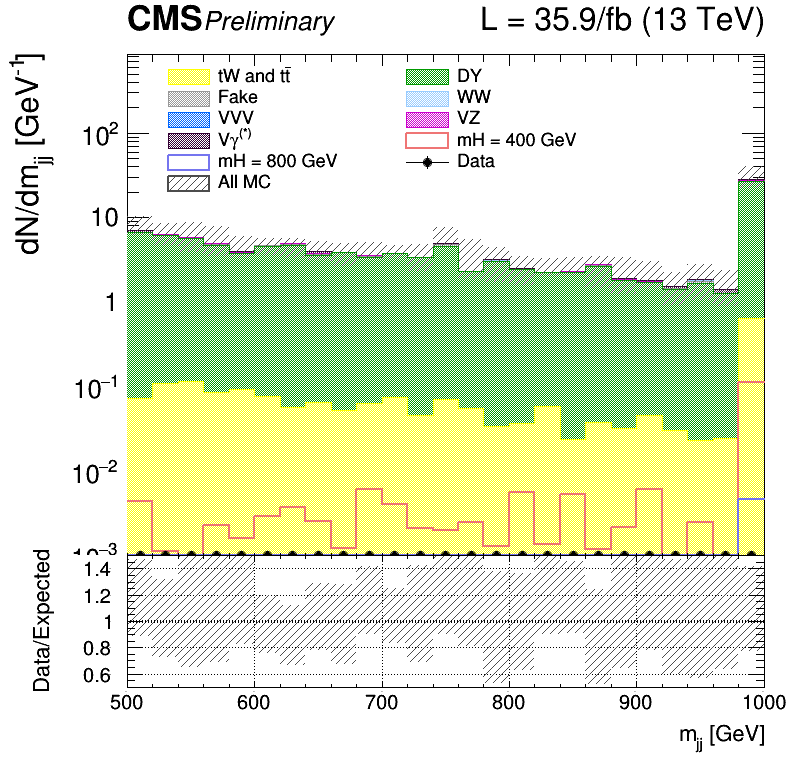 CMS Preliminary L = 35.9/fb (13 TeV)
dN/dm_jj [GeV⁻¹]
tW and tt̄ DY
Fake WW
VVV VZ
Vγ⁽*⁾ mH = 400 GeV
mH = 800 GeV Data
All MC
10²
10
1
10⁻¹
10⁻²
10⁻³
Data/Expected
1.4
1.2
1
0.8
0.6
500 600 700 800 900 1000
m_jj [GeV]